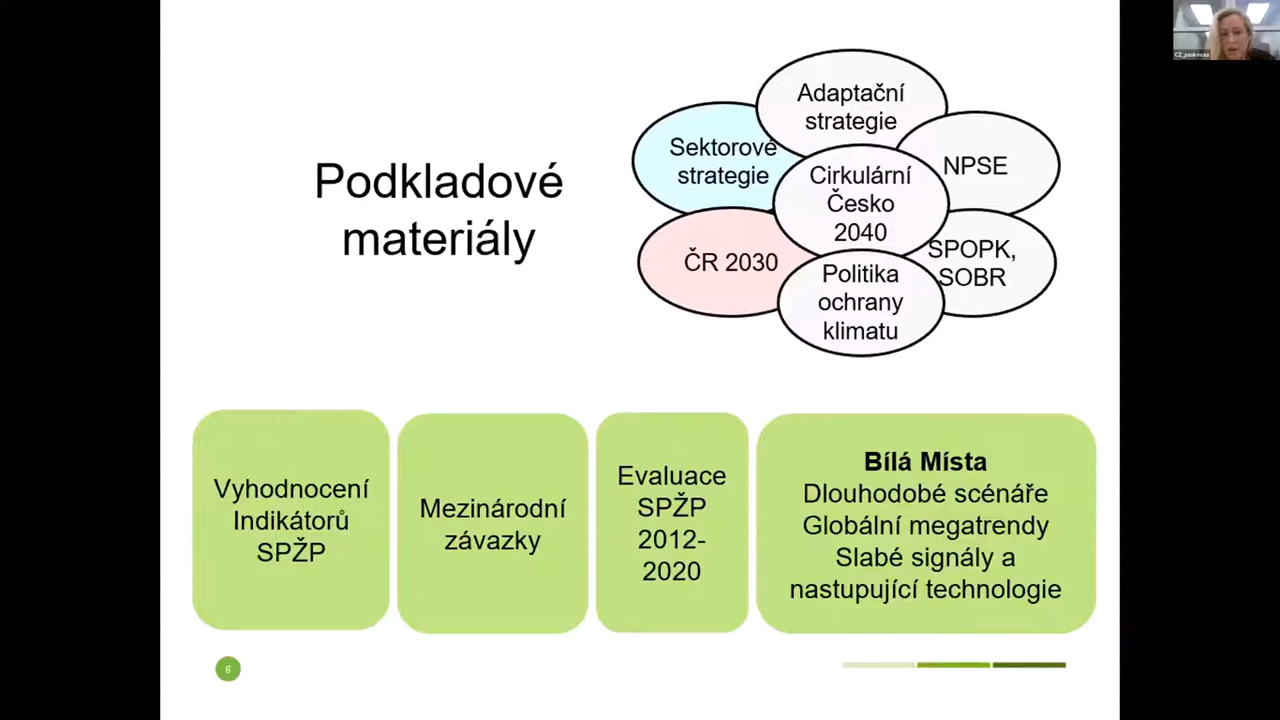 Podkladové
materiály
Adaptační
strategie
Sektorové
strategie
NPSE
Cirkulární
Česko
2040
ČR 2030
SPOPK,
SOBR
Politika
ochrany
klimatu
Vyhodnocení
Indikátorů
SPŽP
Mezinárodní
závazky
Evaluace
SPŽP
2012-
2020
Bílá Místa
Dlouhodobé scénáře
Globální megatrendy
Slabé signály a
nastupující technologie
6